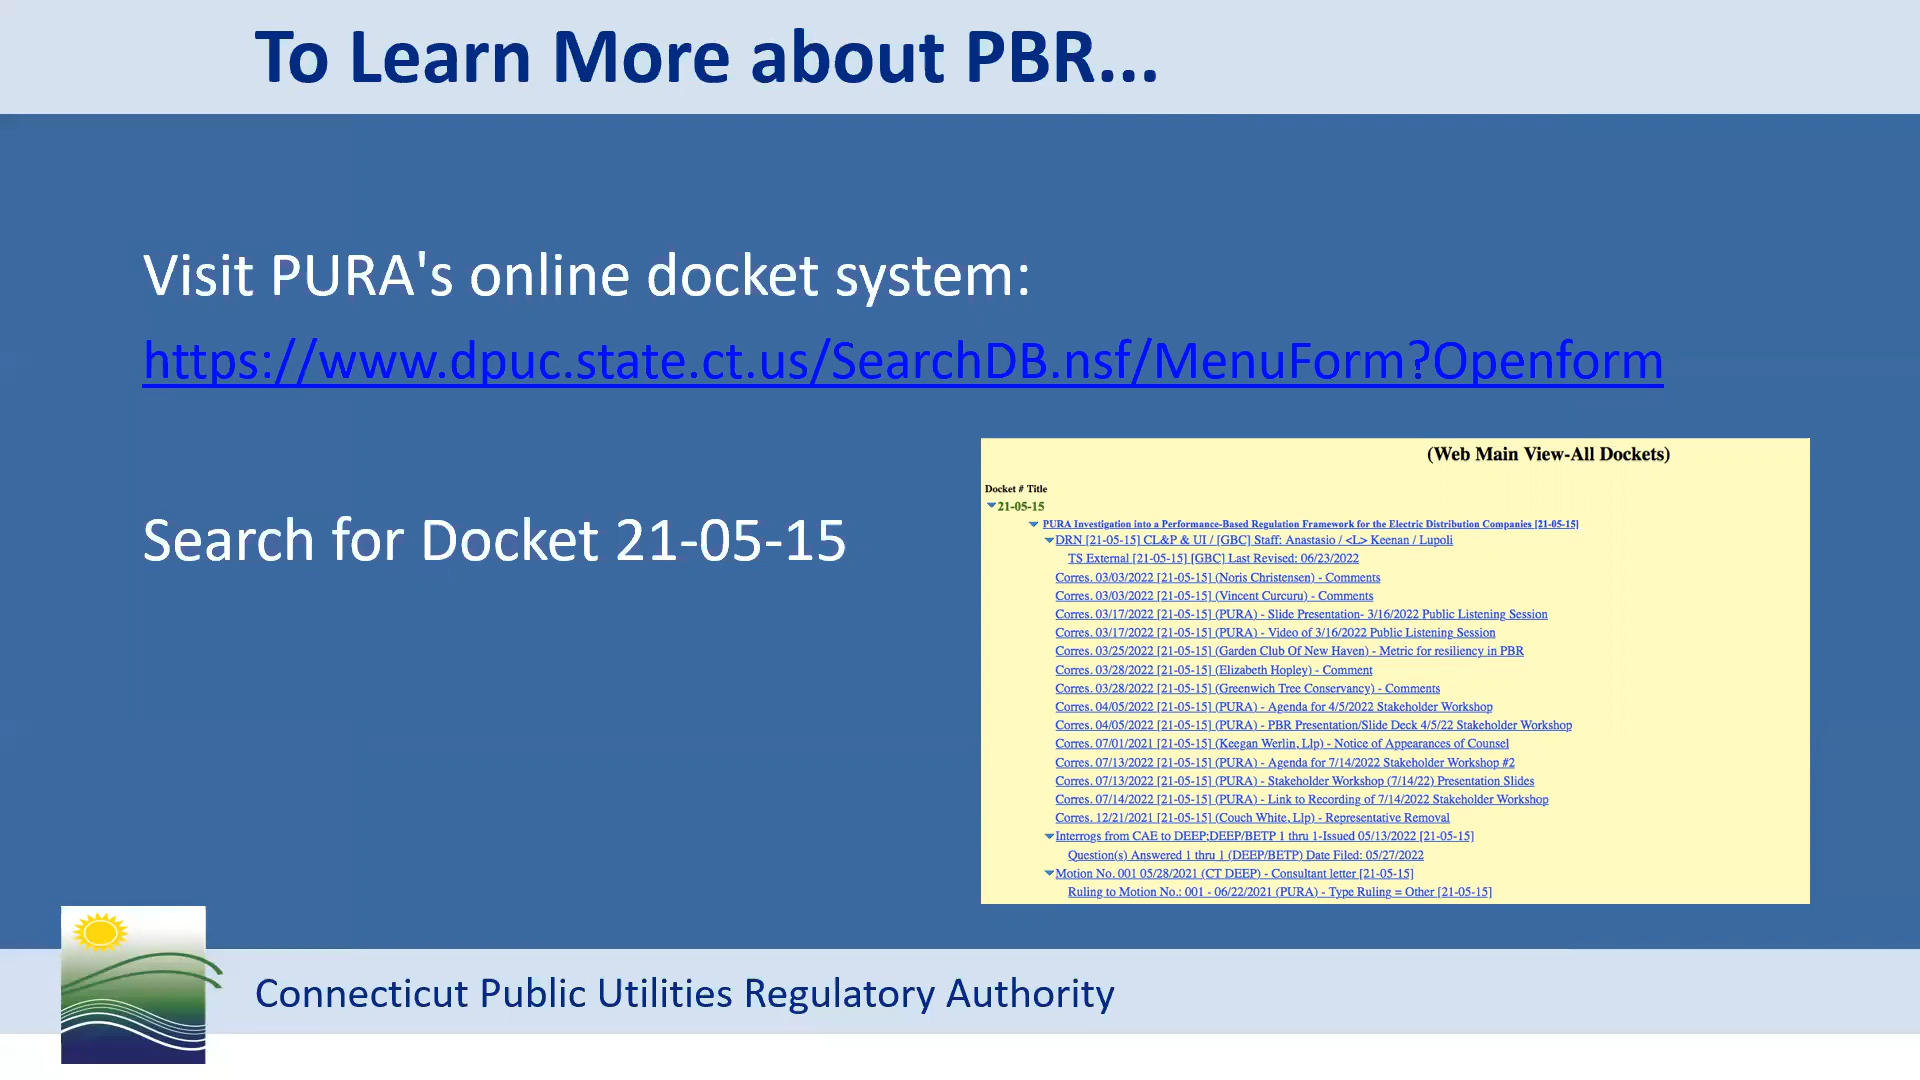 To Learn More about PBR...
Visit PURA's online docket system:
https://www.dpuc.state.ct.us/SearchDB.nsf/MenuForm?Openform
Search for Docket 21-05-15
(Web Main View-All Dockets)
Docket # Title
21-05-15
PURA Investigation into a Performance-Based Regulation Framework for the Electric Distribution Companies [21-05-15]
DRN [21-05-15] CL&P & UI / [GBC] Staff: Anastasio / <L> Keenan / Lupoli
TS External [21-05-15] [GBC] Last Revised: 06/23/2022
Corres. 03/03/2022 [21-05-15] (Noris Christensen) - Comments
Corres. 03/03/2022 [21-05-15] (Vincent Curcuru) - Comments
Corres. 03/17/2022 [21-05-15] (PURA) - Slide Presentation- 3/16/2022 Public Listening Session
Corres. 03/17/2022 [21-05-15] (PURA) - Video of 3/16/2022 Public Listening Session
Corres. 03/25/2022 [21-05-15] (Garden Club Of New Haven) - Metric for resiliency in PBR
Corres. 03/28/2022 [21-05-15] (Elizabeth Hopley) - Comment
Corres. 03/28/2022 [21-05-15] (Greenwich Tree Conservancy) - Comments
Corres. 04/05/2022 [21-05-15] (PURA) - Agenda for 4/5/2022 Stakeholder Workshop
Corres. 04/05/2022 [21-05-15] (PURA) - PBR Presentation/Slide Deck 4/5/22 Stakeholder Workshop
Corres. 07/01/2021 [21-05-15] (Keegan Werlin, Llp) - Notice of Appearances of Counsel
Corres. 07/13/2022 [21-05-15] (PURA) - Agenda for 7/14/2022 Stakeholder Workshop #2
Corres. 07/13/2022 [21-05-15] (PURA) - Stakeholder Workshop (7/14/22) Presentation Slides
Corres. 07/14/2022 [21-05-15] (PURA) - Link to Recording of 7/14/2022 Stakeholder Workshop
Corres. 12/21/2021 [21-05-15] (Couch White, Llp) - Representative Removal
Interrogs from CAE to DEEP;DEEP/BETP 1 thru 1-Issued 05/13/2022 [21-05-15]
Question(s) Answered 1 thru 1 (DEEP/BETP) Date Filed: 05/27/2022
Motion No. 001 05/28/2021 (CT DEEP) - Consultant letter [21-05-15]
Ruling to Motion No.: 001 - 06/22/2021 (PURA) - Type Ruling = Other [21-05-15]
Connecticut Public Utilities Regulatory Authority